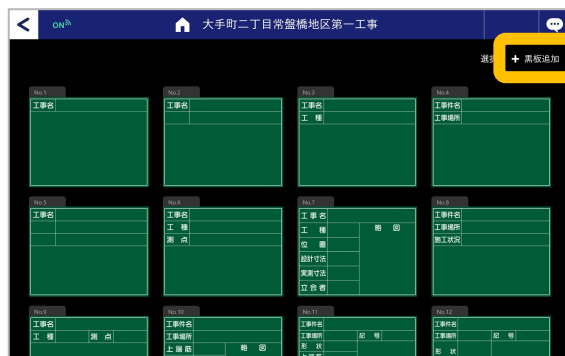 ON
大手町二丁目常盤橋地区第一工事
選択
+ 黒板追加
No.1
工事名
No.2
工事名
No.3
工事名
工 種
No.4
工事件名
工事場所
No.5
工事名
No.6
工事名
工 種
測 点
No.7
工事名
工 種
略 図
位 置
設計寸法
実測寸法
立会者
No.8
工事件名
工事場所
施工状況
No.9
工事名
工 種
測 点
No.10
工事件名
工事場所
上端筋
略 図
No.11
工事件名
工事場所
記 号
形 状
No.12
工事件名
工事場所
記 号
形 状